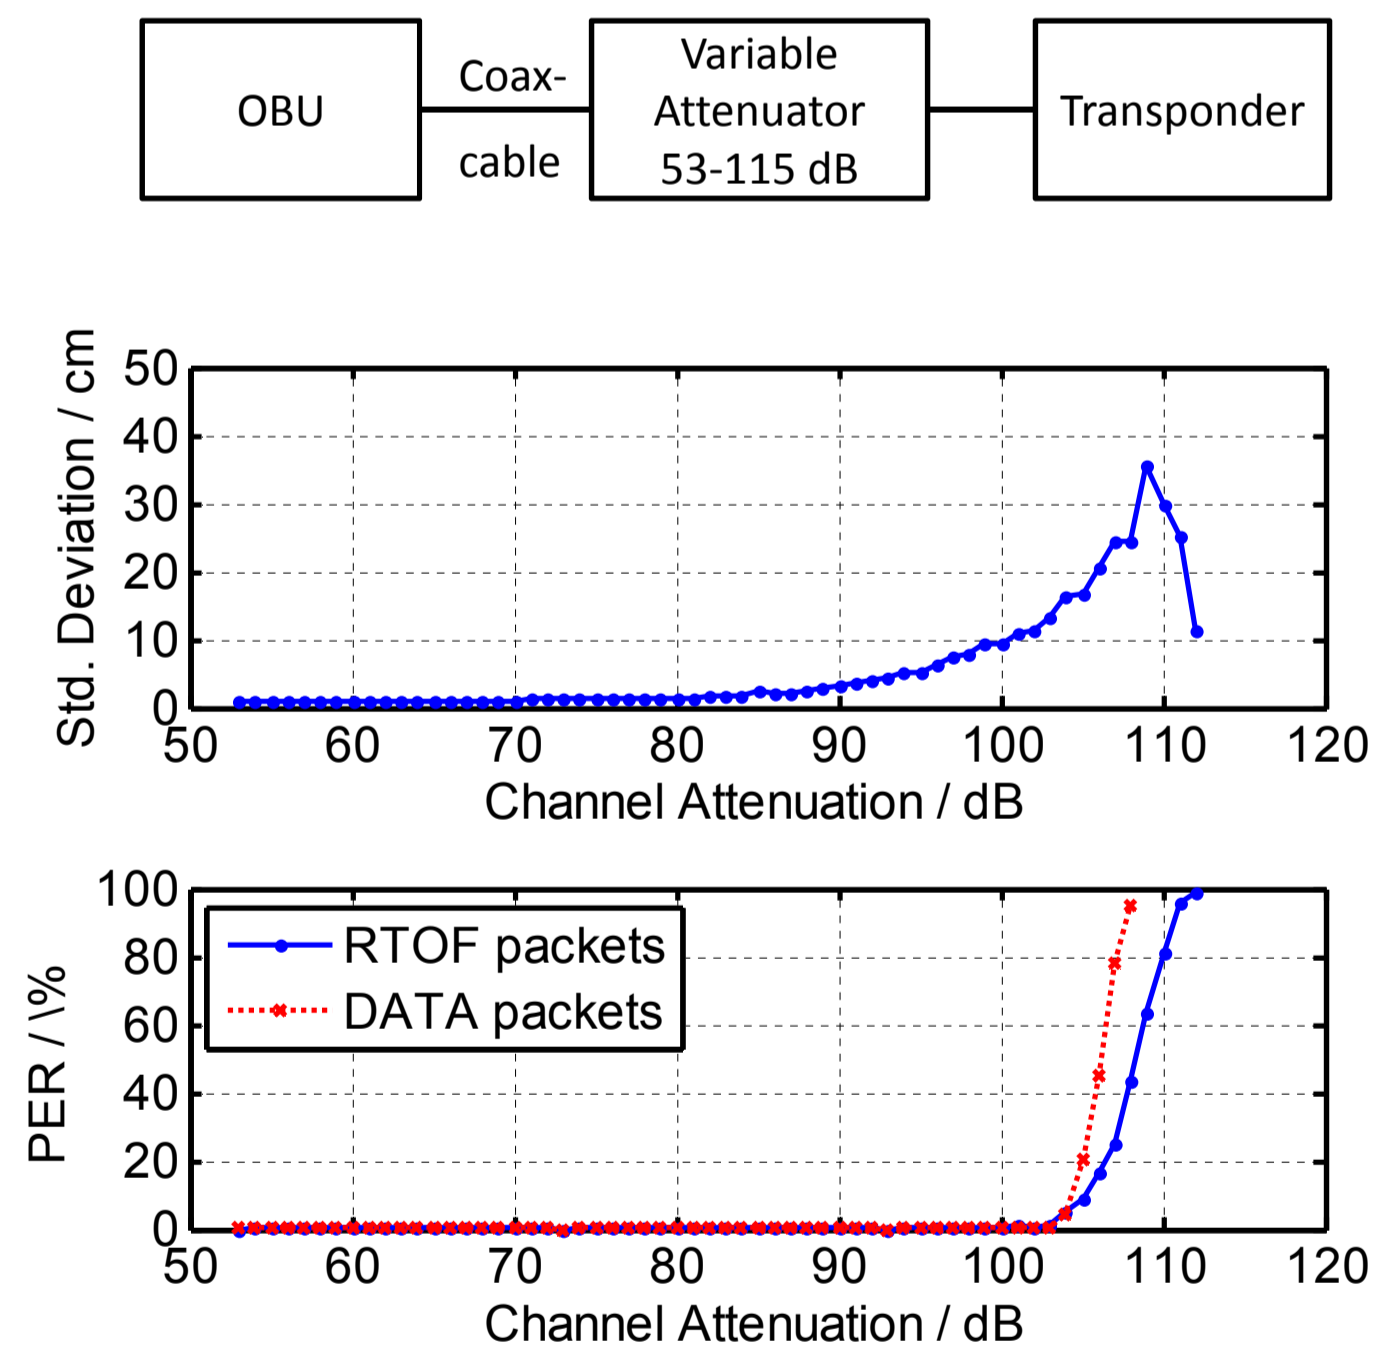 OBU
Coax-
cable
Variable
Attenuator
53-115 dB
Transponder
Std. Deviation / cm
50
40
30
20
10
0
50 60 70 80 90 100 110 120
Channel Attenuation / dB
PER / \%
100
80
60
40
20
0
RTOF packets
DATA packets
50 60 70 80 90 100 110 120
Channel Attenuation / dB